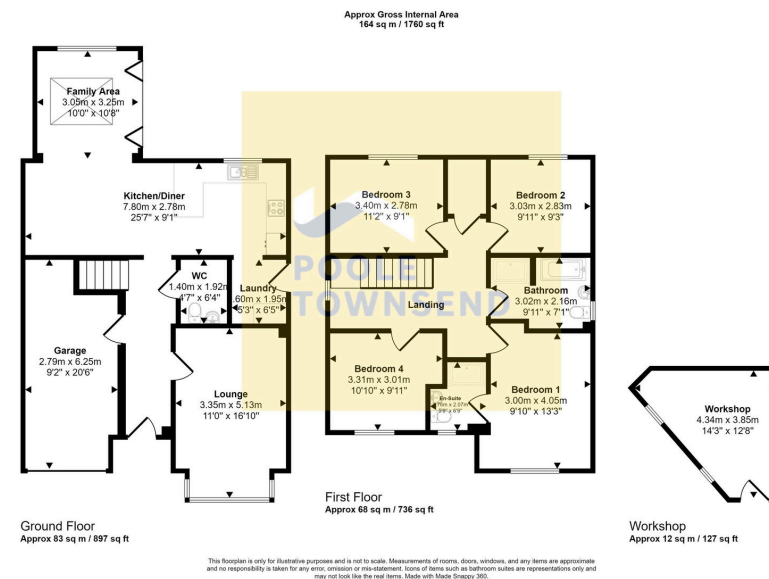 Approx Gross Internal Area
164 sq m / 1760 sq ft
Family Area
3.05m x 3.25m
10'0" x 10'8"
Kitchen/Diner
7.80m x 2.78m
25'7" x 9'1"
WC
1.40m x 1.92m
4'7" x 6'4"
Laundry
.60m x 1.95m
5'3" x 6'5"
Garage
2.79m x 6.25m
9'2" x 20'6"
Lounge
3.35m x 5.13m
11'0" x 16'10"
Ground Floor
Approx 83 sq m / 897 sq ft
Bedroom 3
3.40m x 2.78m
11'2" x 9'1"
Bedroom 2
3.03m x 2.83m
9'11" x 9'3"
POOLE
TOWNSEND
Landing
Bathroom
3.02m x 2.16m
9'11" x 7'1"
Bedroom 4
3.31m x 3.01m
10'10" x 9'11"
En-Suite
x 2.07m
x 6'9"
Bedroom 1
3.00m x 4.05m
9'10" x 13'3"
First Floor
Approx 68 sq m / 736 sq ft
Workshop
4.34m x 3.85m
14'3" x 12'8"
Workshop
Approx 12 sq m / 127 sq ft
This floorplan is only for illustrative purposes and is not to scale. Measurements of rooms, doors, windows, and any items are approximate
and no responsibility is taken for any error, omission or mis-statement. Icons of items such as bathroom suites are representations only and
may not look like the real items. Made with Made Snappy 360.